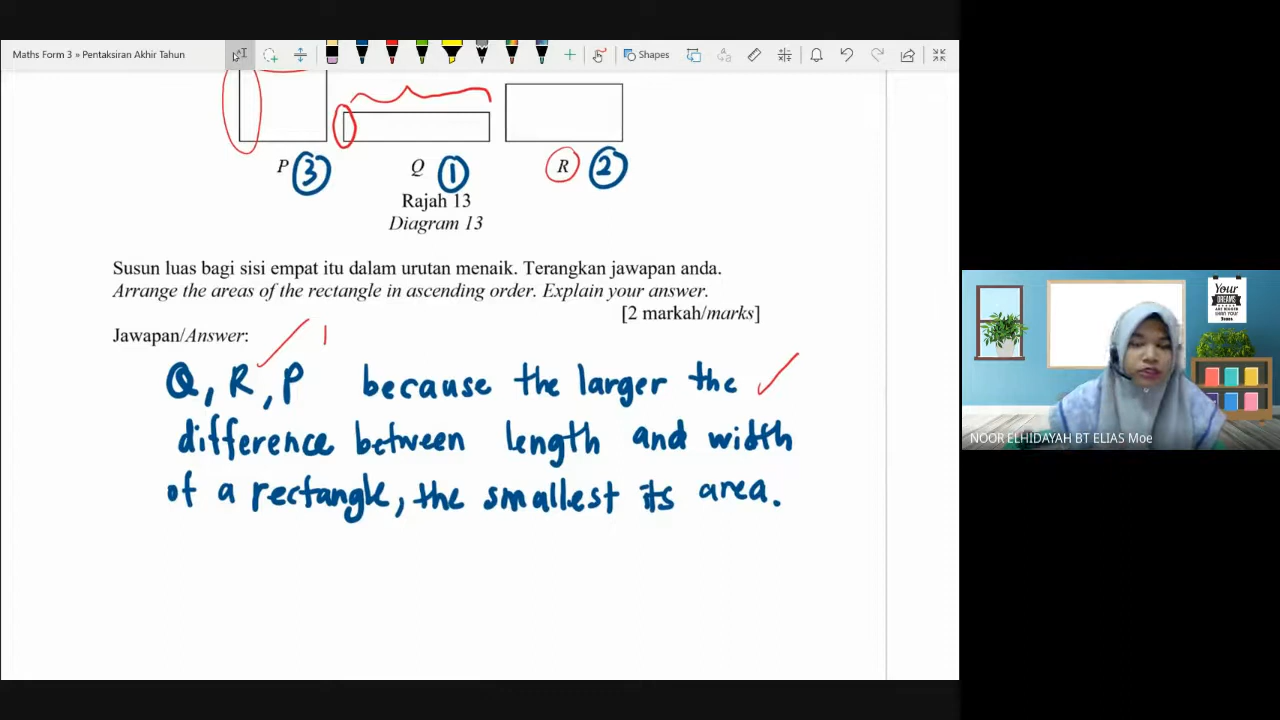 Maths Form 3 » Pentaksiran Akhir Tahun
Shapes
P 3
Q 1
R 2
Rajah 13
Diagram 13
Susun luas bagi sisi empat itu dalam urutan menaik. Terangkan jawapan anda.
Arrange the areas of the rectangle in ascending order. Explain your answer.
[2 markah/marks]
Jawapan/Answer:
1
Q, R, P because the larger the
difference between length and width
of a rectangle, the smallest its area.
Your
DREAMS
NOOR ELHIDAYAH BT ELIAS Moe